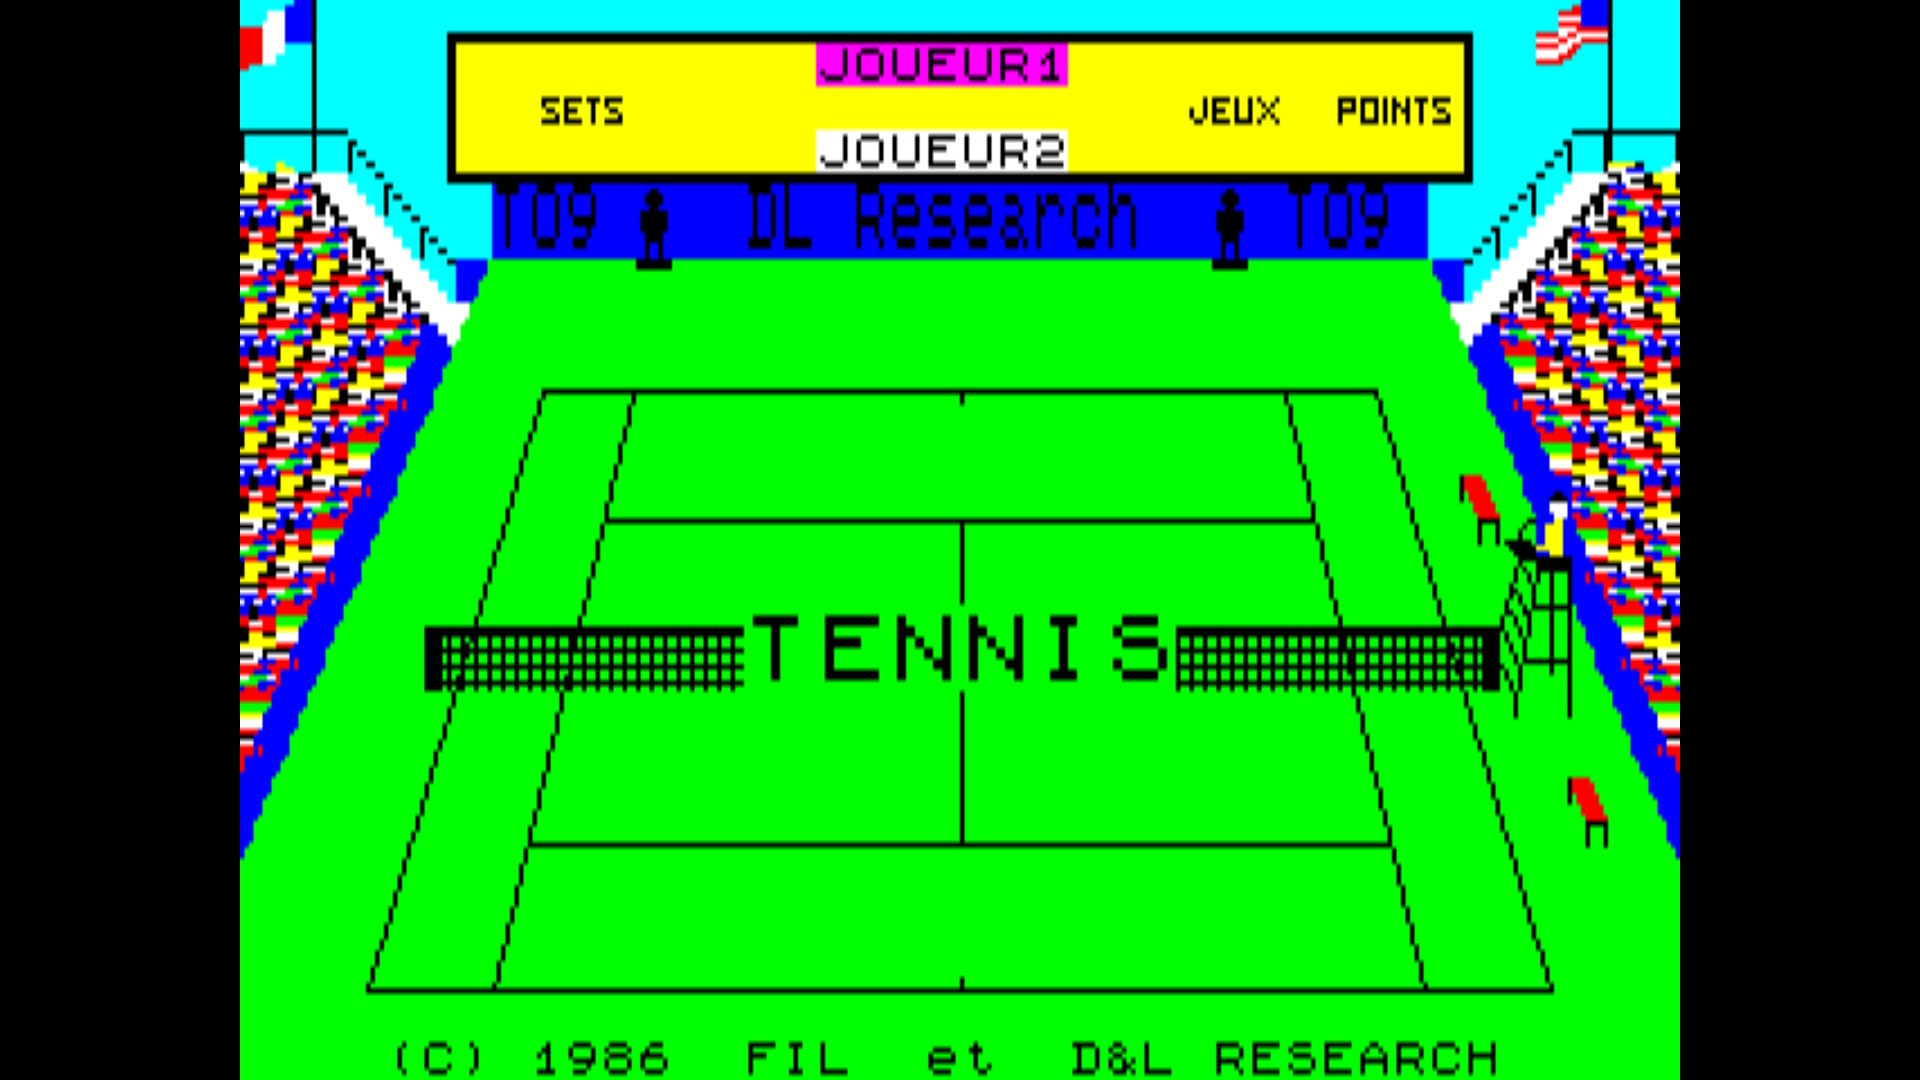 JOUEUR1
SETS JEUX POINTS
JOUEUR2
TO9 DL Research TO9
TENNIS
(C) 1986 FIL et D&L RESEARCH